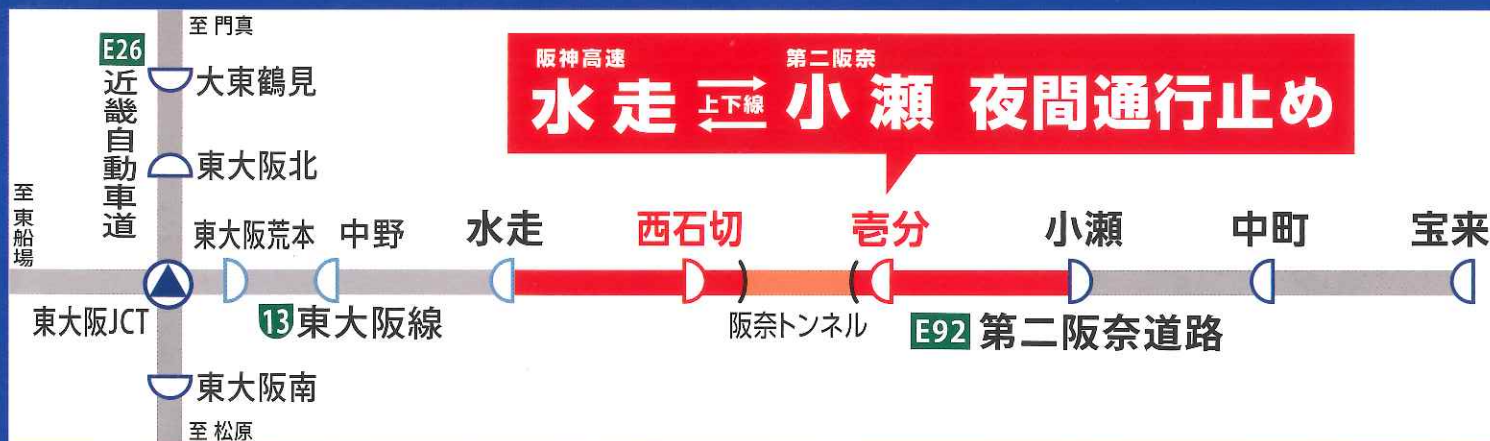 至 門真
E26
近畿自動車道
大東鶴見
東大阪北
阪神高速
第二阪奈
水走
上下線
小瀬 夜間通行止め
至 東船場
東大阪荒本
中野
水走
西石切
壱分
小瀬
中町
宝来
東大阪JCT
13
東大阪線
阪奈トンネル
E92
第二阪奈道路
東大阪南
至 松原